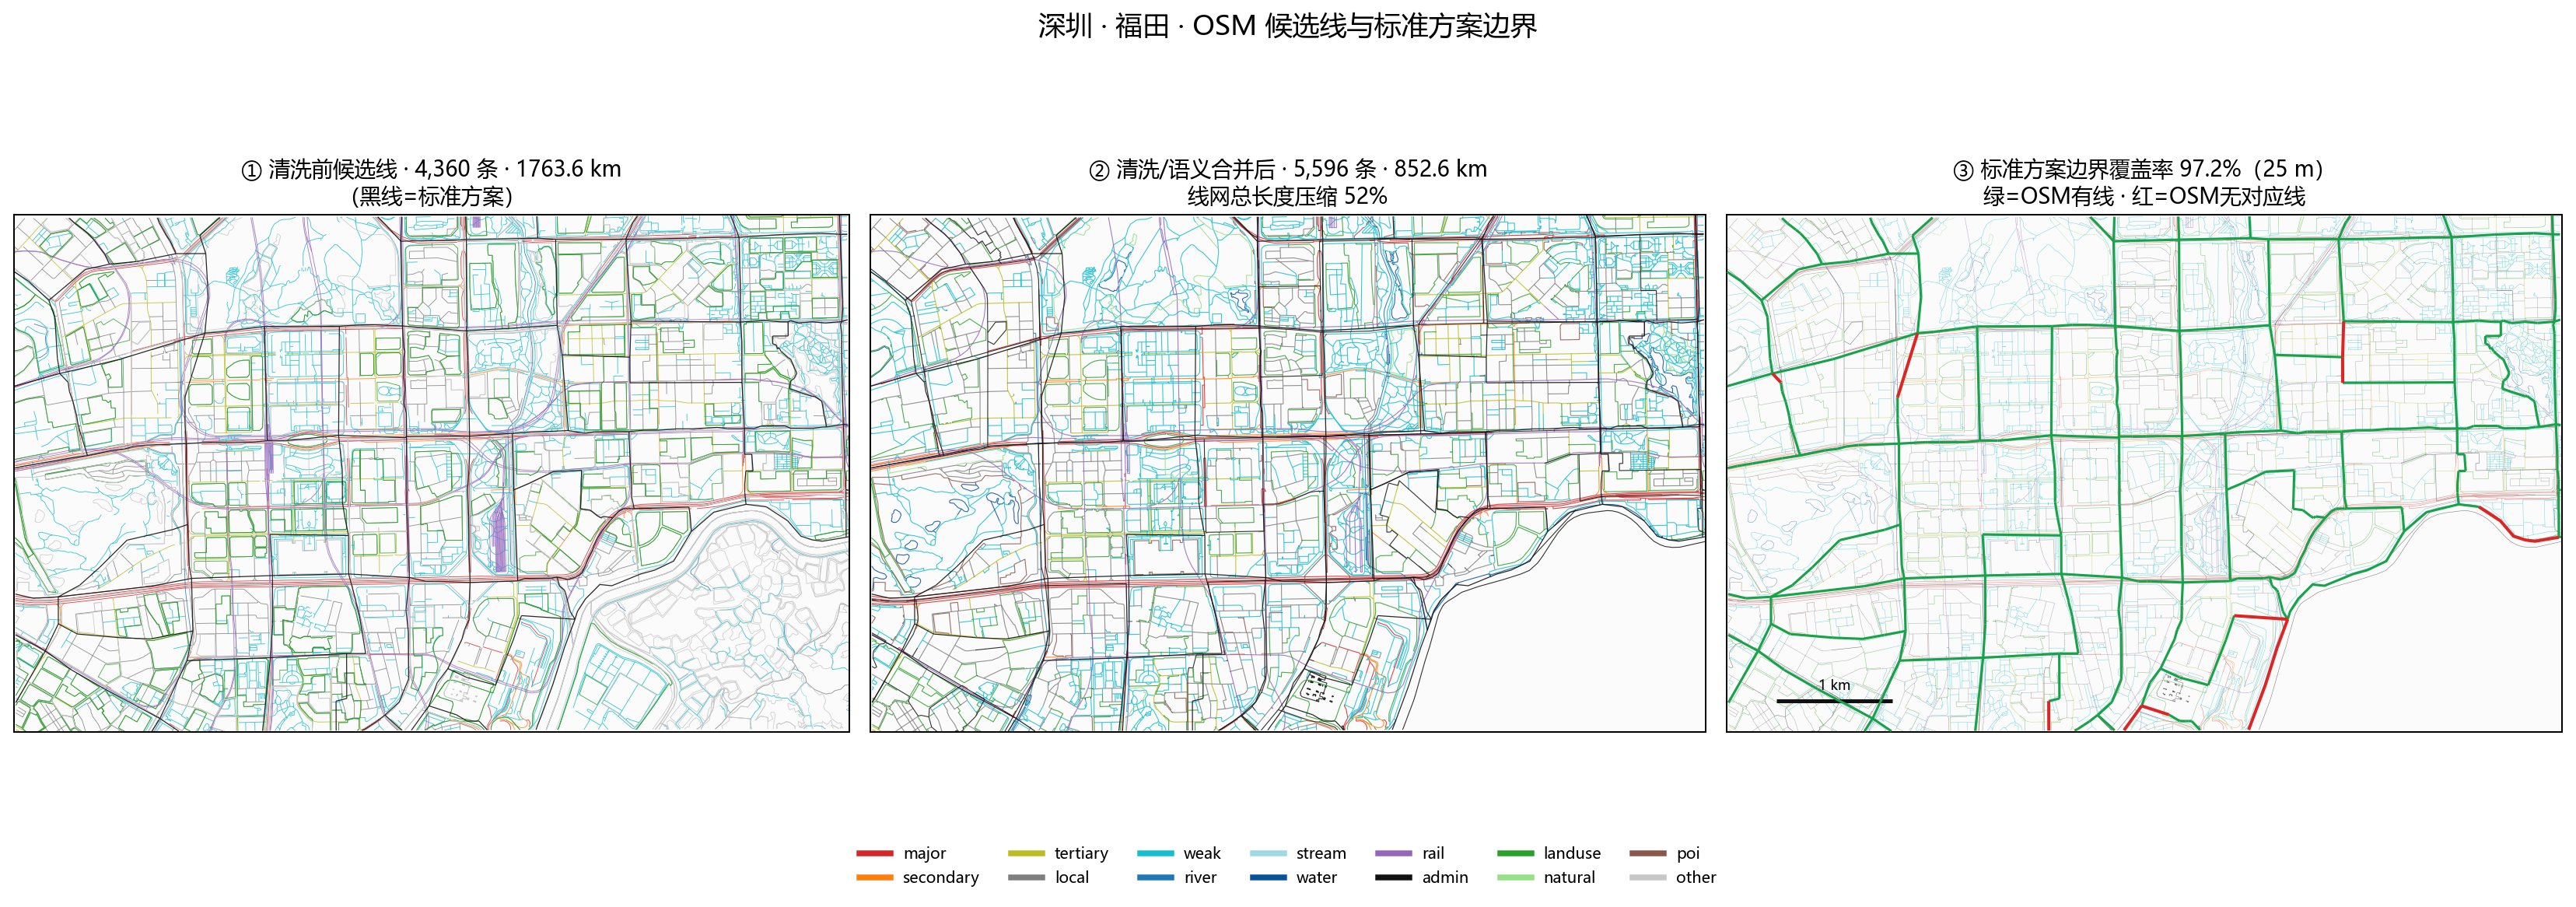 深圳 · 福田 · OSM 候选线与标准方案边界
① 清洗前候选线 · 4,360 条 · 1763.6 km
(黑线=标准方案)
② 清洗/语义合并后 · 5,596 条 · 852.6 km
线网总长度压缩 52%
③ 标准方案边界覆盖率 97.2%（25 m）
绿=OSM有线 · 红=OSM无对应线
1 km
major
secondary
tertiary
local
weak
river
stream
water
rail
admin
landuse
natural
poi
other